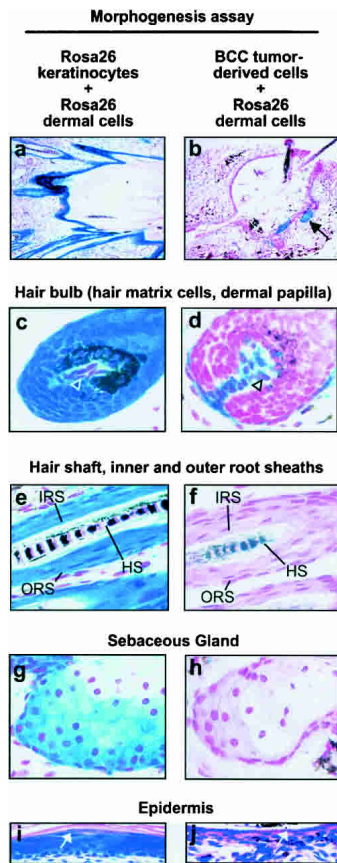 Morphogenesis assay
Rosa26 keratinocytes + Rosa26 dermal cells
BCC tumor-derived cells + Rosa26 dermal cells
a
b
Hair bulb (hair matrix cells, dermal papilla)
c
d
Hair shaft, inner and outer root sheaths
e
IRS
HS
ORS
f
IRS
HS
ORS
Sebaceous Gland
g
h
Epidermis
i
j